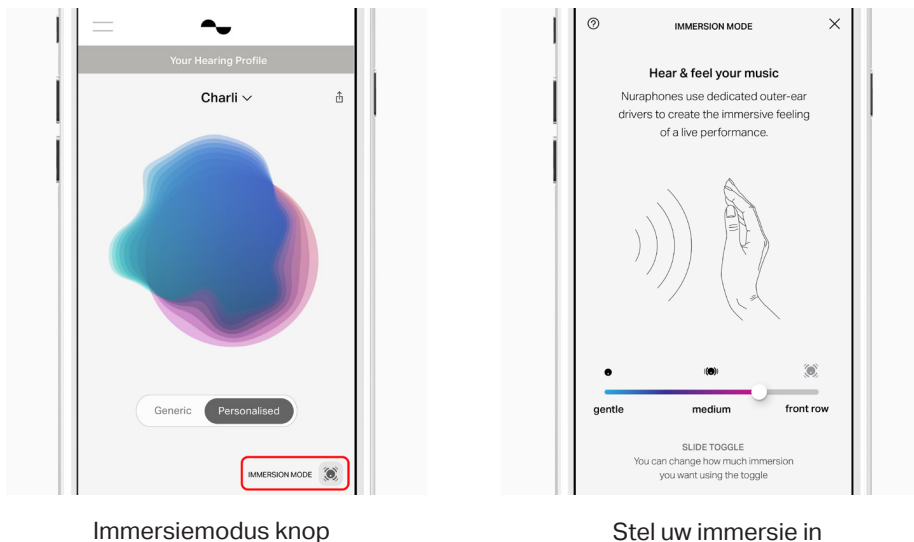 Your Hearing Profile
Charli
Generic Personalised
IMMERSION MODE
Immersiemodus knop
IMMERSION MODE
Hear & feel your music
Nuraphones use dedicated outer-ear
drivers to create the immersive feeling
of a live performance.
gentle medium front row
SLIDE TOGGLE
You can change how much immersion
you want using the toggle
Stel uw immersie in